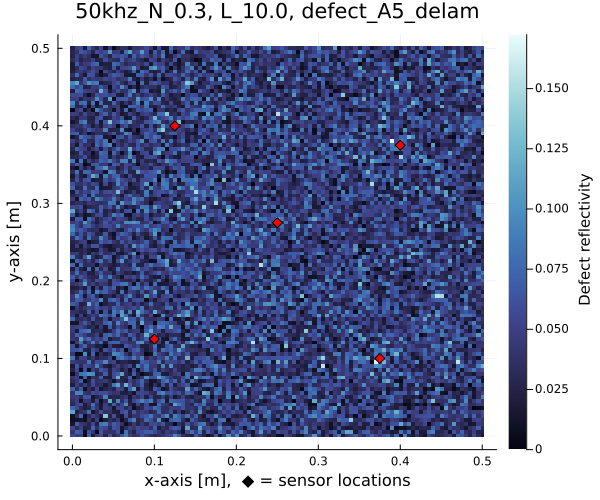 50khz_N_0.3, L_10.0, defect_A5_delam
0.5
0.4
0.3
0.2
0.1
0.0
y-axis [m]
0.0 0.1 0.2 0.3 0.4 0.5
x-axis [m], ◆ = sensor locations
0.150
0.125
0.100
0.075
0.050
0.025
0
Defect reflectivity